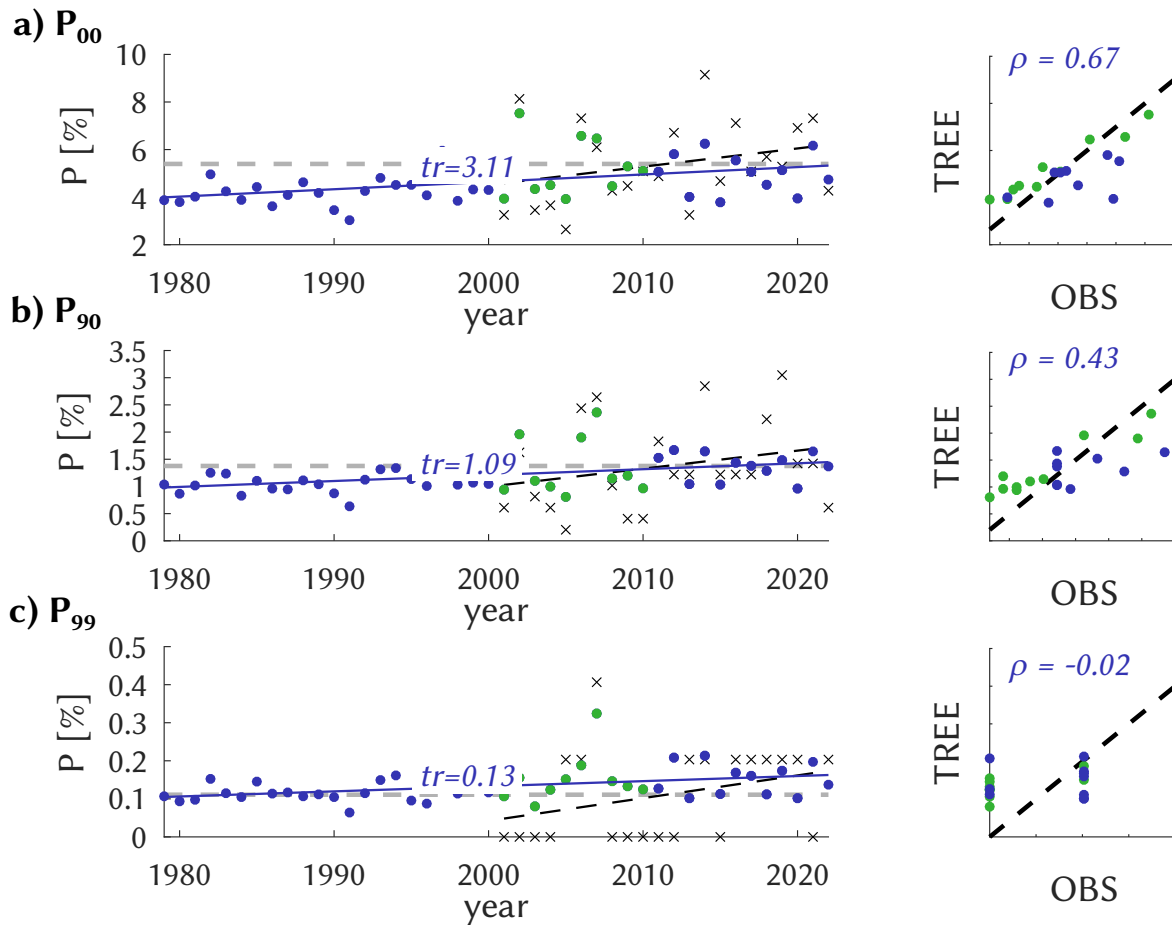 a) P00
10
8
6
4
2
P [%]
tr=3.11
1980 1990 2000 2010 2020
year
ρ = 0.67
TREE
OBS
b) P90
3.5
3
2.5
2
1.5
1
0.5
0
P [%]
tr=1.09
1980 1990 2000 2010 2020
year
ρ = 0.43
TREE
OBS
c) P99
0.5
0.4
0.3
0.2
0.1
0
P [%]
tr=0.13
1980 1990 2000 2010 2020
year
ρ = -0.02
TREE
OBS